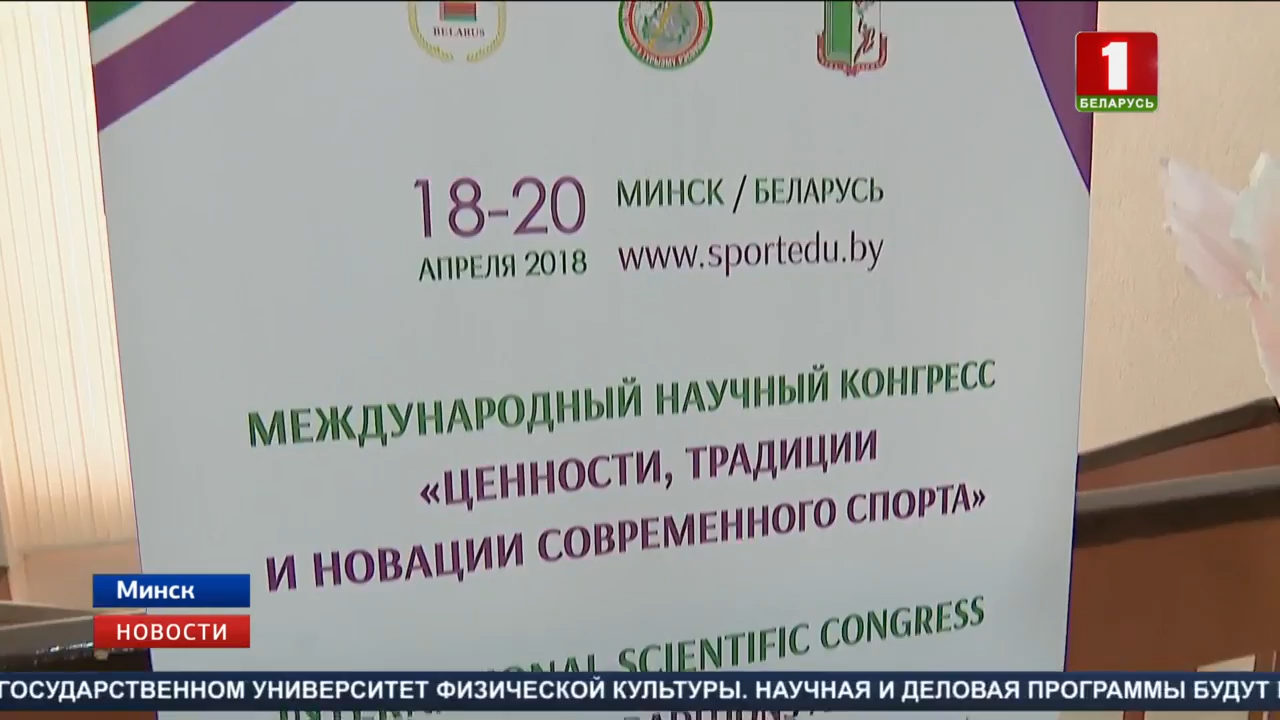 BELARUS
1
БЕЛАРУСЬ
18-20
АПРЕЛЯ 2018
МИНСК / БЕЛАРУСЬ
www.sportedu.by
МЕЖДУНАРОДНЫЙ НАУЧНЫЙ КОНГРЕСС
«ЦЕННОСТИ, ТРАДИЦИИ
И НОВАЦИИ СОВРЕМЕННОГО СПОРТА»
SCIENTIFIC CONGRESS
Минск
НОВОСТИ
ГОСУДАРСТВЕННОМ УНИВЕРСИТЕТ ФИЗИЧЕСКОЙ КУЛЬТУРЫ. НАУЧНАЯ И ДЕЛОВАЯ ПРОГРАММЫ БУДУТ